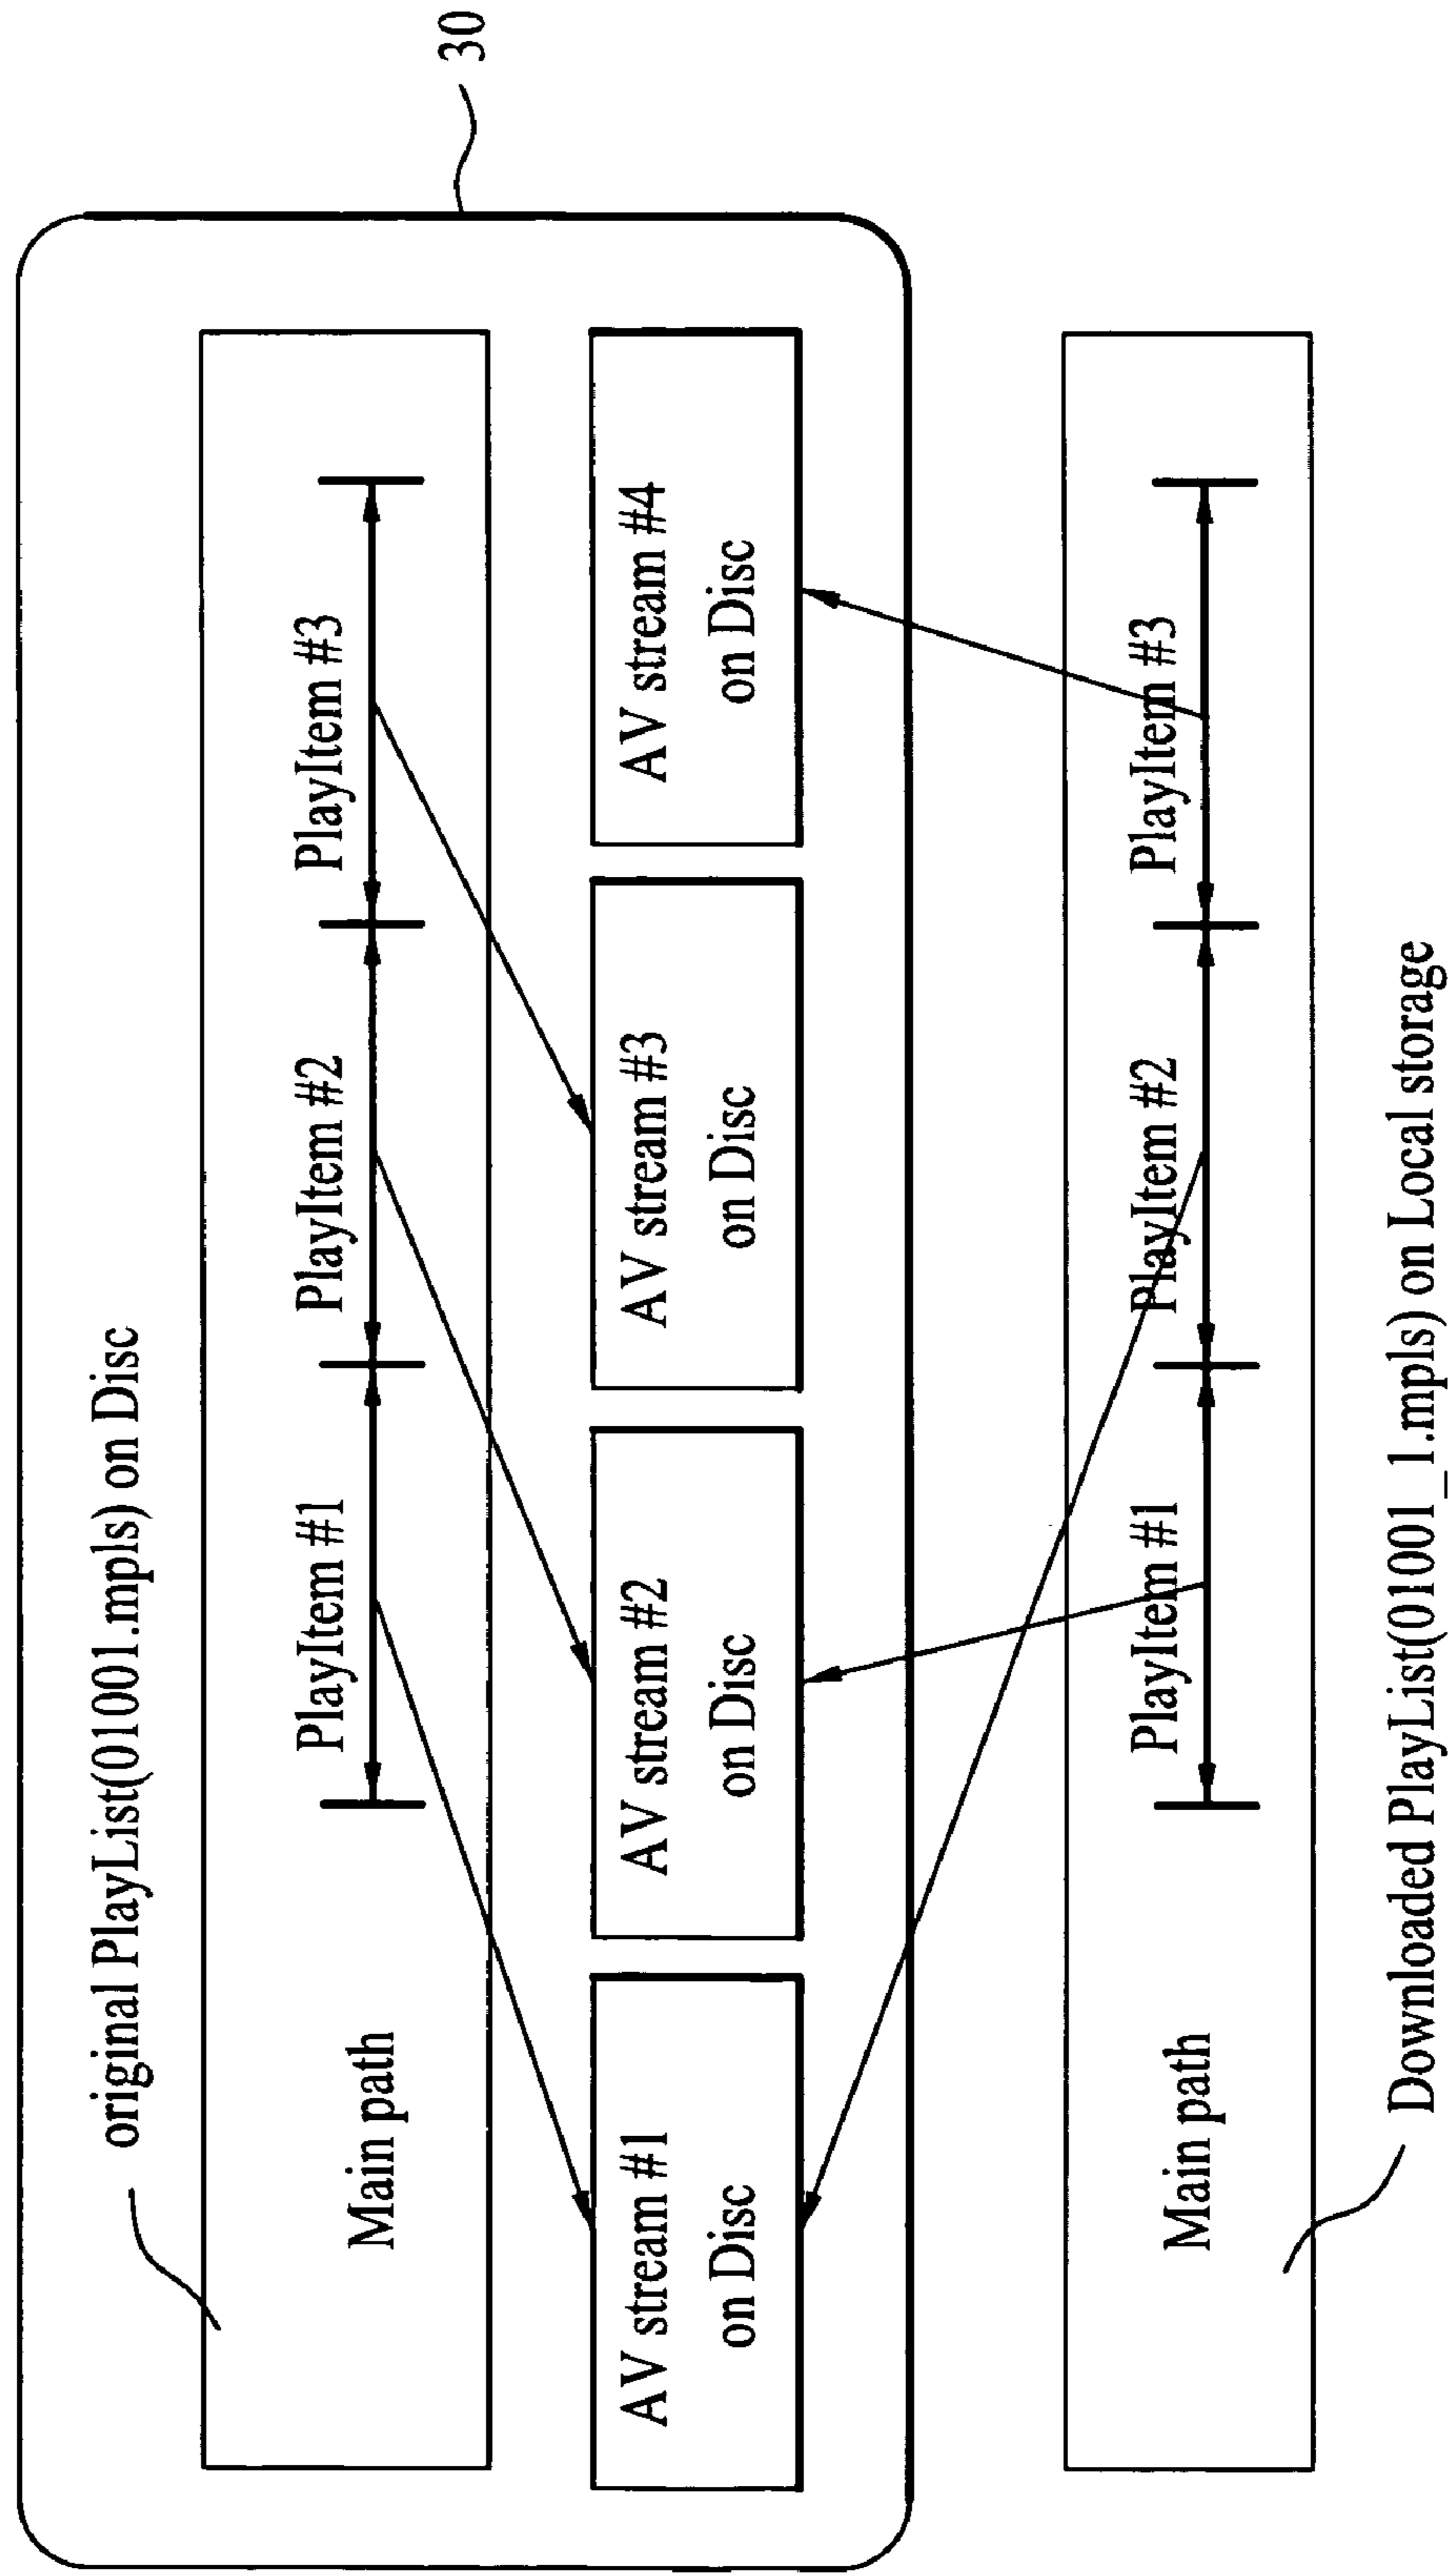 original PlayList(01001.mpls) on Disc
30
Main path
PlayItem #1
PlayItem #2
PlayItem #3
AV stream #1
on Disc
AV stream #2
on Disc
AV stream #3
on Disc
AV stream #4
on Disc
Main path
PlayItem #1
PlayItem #2
PlayItem #3
Downloaded PlayList(01001_1.mpls) on Local storage